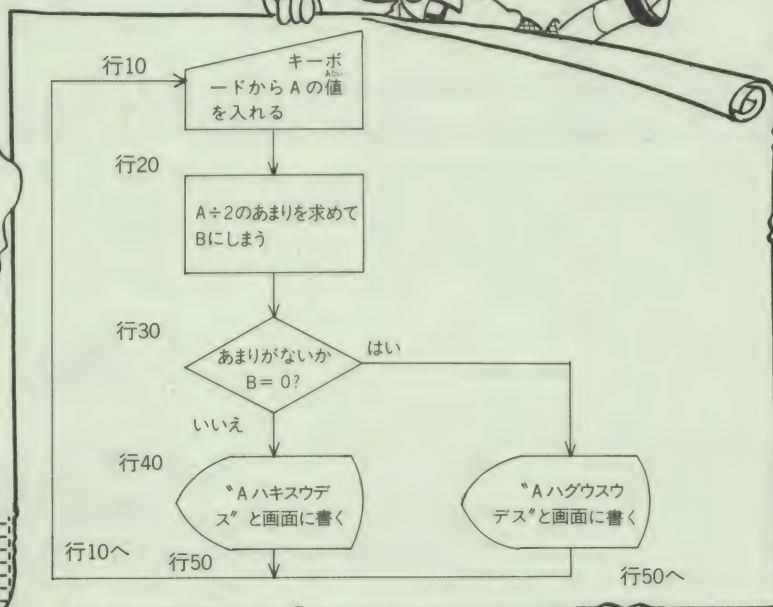 行10
キーボ
ードからAの値
あたい
を入れる
行20
A÷2のあまりを求めて
Bにしまう
行30
あまりがないか
B=0?
はい
いいえ
行40
〝Aハキスウデ
ス〟と画面に書く
〝Aハグウスウ
デス〟と画面に書く
行10へ
行50
行50へ